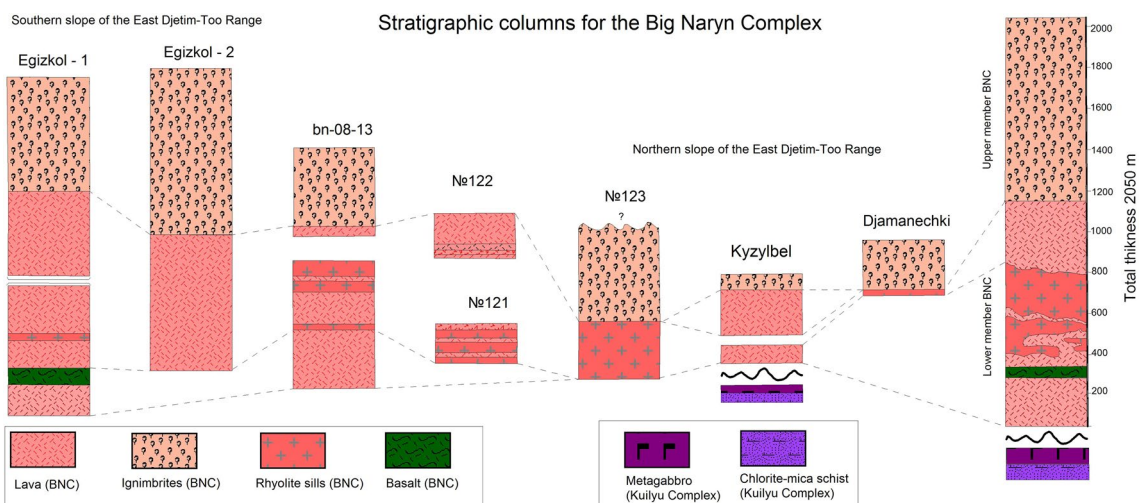 Southern slope of the East Djetim-Too Range
Stratigraphic columns for the Big Naryn Complex
Egizkol - 1
Egizkol - 2
bn-08-13
№122
№121
Northern slope of the East Djetim-Too Range
№123
?
Kyzylbel
Djamanechki
Upper member BNC
Lower member BNC
2000
1800
1600
1400
1200
1000
800
600
400
200
Total thikness 2050 m
Lava (BNC)
Ignimbrites (BNC)
Rhyolite sills (BNC)
Basalt (BNC)
Metagabbro
(Kuilyu Complex)
Chlorite-mica schist
(Kuilyu Complex)